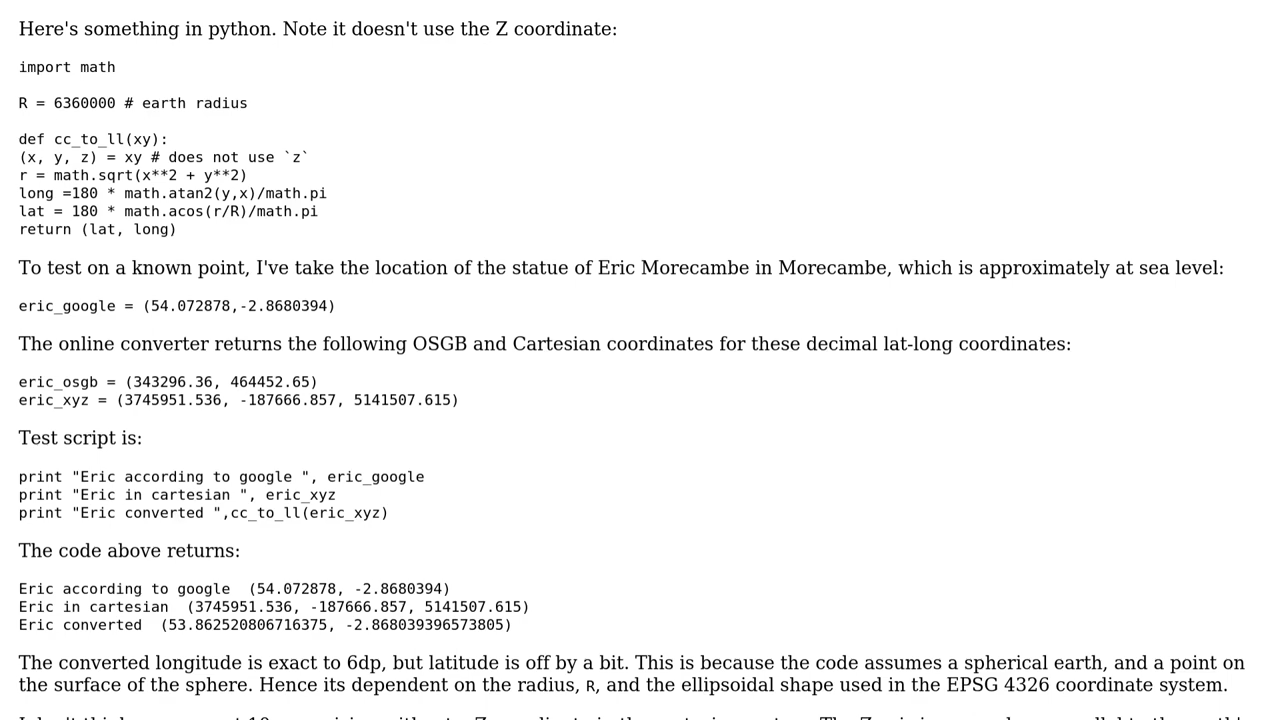 Here's something in python. Note it doesn't use the Z coordinate:
import math
R = 6360000 # earth radius
def cc_to_ll(xy):
(x, y, z) = xy # does not use `z`
r = math.sqrt(x**2 + y**2)
long =180 * math.atan2(y,x)/math.pi
lat = 180 * math.acos(r/R)/math.pi
return (lat, long)
To test on a known point, I've take the location of the statue of Eric Morecambe in Morecambe, which is approximately at sea level:
eric_google = (54.072878,-2.8680394)
The online converter returns the following OSGB and Cartesian coordinates for these decimal lat-long coordinates:
eric_osgb = (343296.36, 464452.65)
eric_xyz = (3745951.536, -187666.857, 5141507.615)
Test script is:
print "Eric according to google ", eric_google
print "Eric in cartesian ", eric_xyz
print "Eric converted ",cc_to_ll(eric_xyz)
The code above returns:
Eric according to google  (54.072878, -2.8680394)
Eric in cartesian  (3745951.536, -187666.857, 5141507.615)
Eric converted  (53.862520806716375, -2.868039396573805)
The converted longitude is exact to 6dp, but latitude is off by a bit. This is because the code assumes a spherical earth, and a point on
the surface of the sphere. Hence its dependent on the radius, R, and the ellipsoidal shape used in the EPSG 4326 coordinate system.